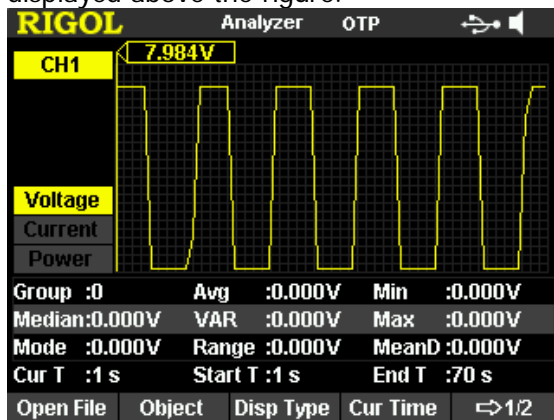 displayed above the figure.
RIGOL Analyzer OTP
7.984V
CH1
Voltage
Current
Power
Group :0 Avg :0.000V Min :0.000V
Median:0.000V VAR :0.000V Max :0.000V
Mode :0.000V Range :0.000V MeanD:0.000V
Cur T :1 s Start T :1 s End T :70 s
Open File Object Disp Type Cur Time ⇨1/2